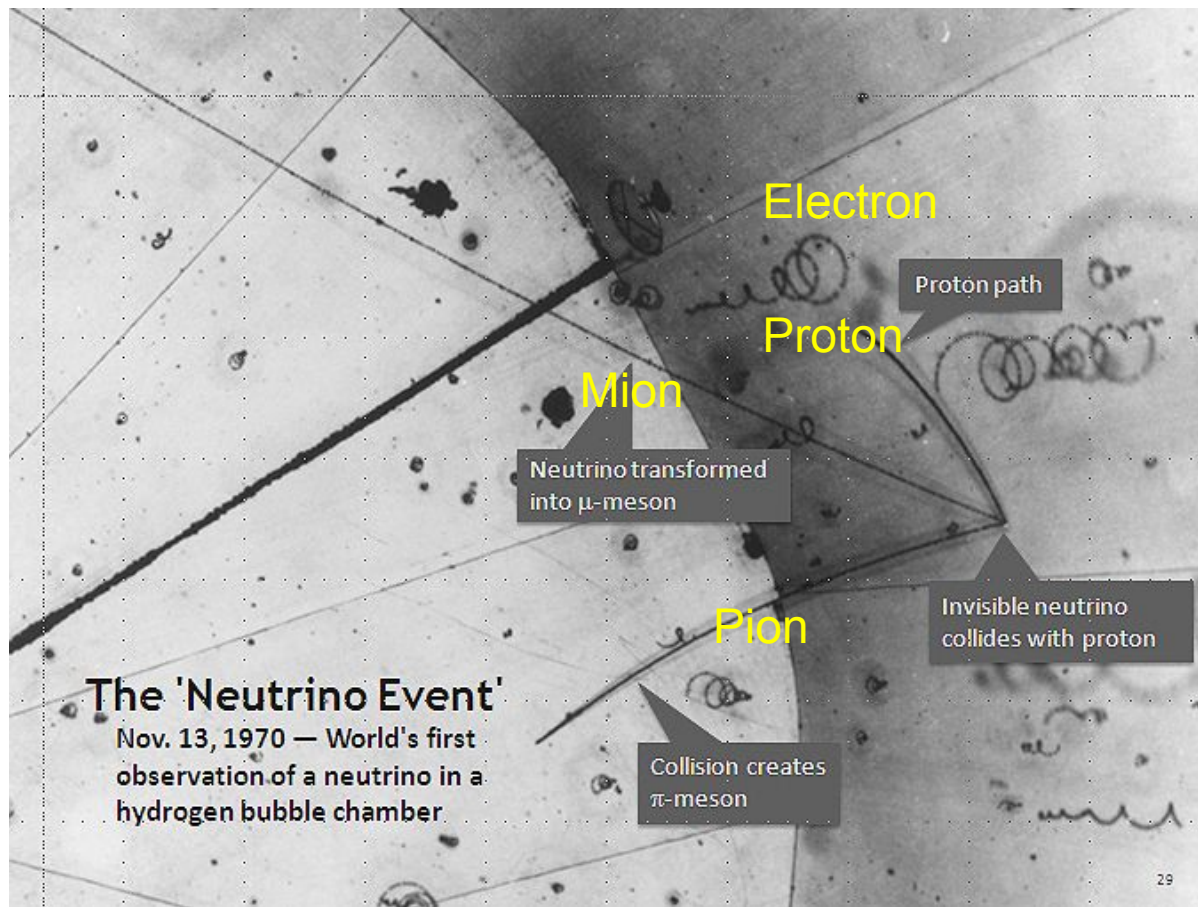 Electron
Proton path
Proton
Mion
Neutrino transformed
into μ-meson
Invisible neutrino
collides with proton
Pion
The 'Neutrino Event'
Nov. 13, 1970 — World's first
observation of a neutrino in a
hydrogen bubble chamber
Collision creates
π-meson
29